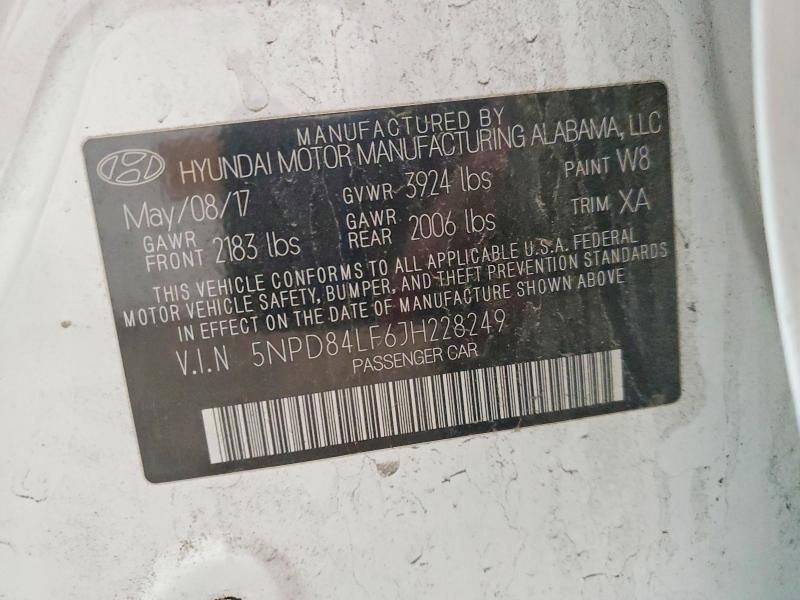 MANUFACTURED BY
HYUNDAI MOTOR MANUFACTURING ALABAMA, LLC
May/08/17 GVWR 3924 lbs PAINT W8
GAWR FRONT 2183 lbs GAWR REAR 2006 lbs TRIM XA
THIS VEHICLE CONFORMS TO ALL APPLICABLE U.S.A. FEDERAL
MOTOR VEHICLE SAFETY, BUMPER, AND THEFT PREVENTION STANDARDS
IN EFFECT ON THE DATE OF MANUFACTURE SHOWN ABOVE
V.I.N 5NPD84LF6JH228249
PASSENGER CAR